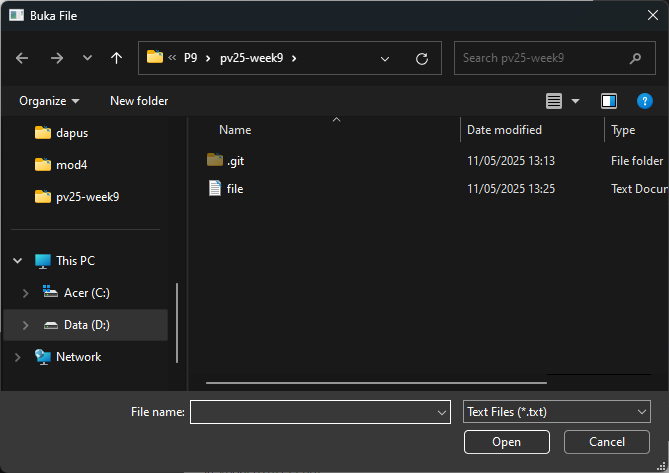 Buka File
« P9 › pv25-week9 ›
Search pv25-week9
Organize
New folder
dapus
mod4
pv25-week9
This PC
Acer (C:)
Data (D:)
Network
Name
Date modified
Type
.git
11/05/2025 13:13
File folder
file
11/05/2025 13:25
Text Docu
File name:
Text Files (*.txt)
Open
Cancel